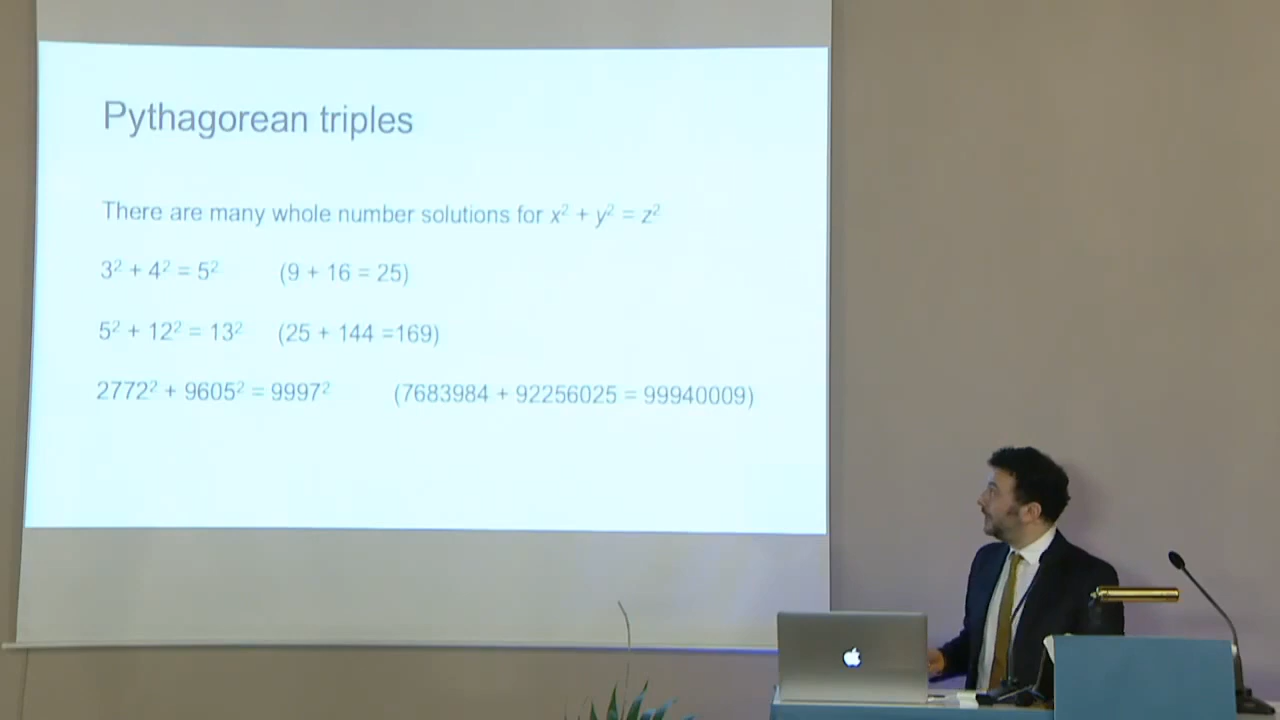 Pythagorean triples
There are many whole number solutions for x² + y² = z²
3² + 4² = 5² (9 + 16 = 25)
5² + 12² = 13² (25 + 144 =169)
2772² + 9605² = 9997² (7683984 + 92256025 = 99940009)